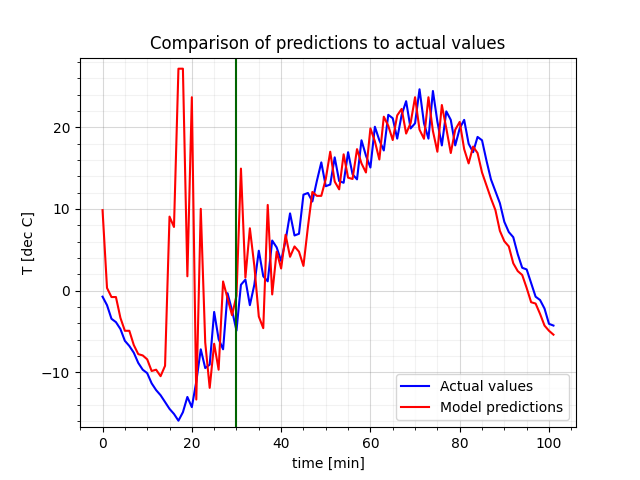 Comparison of predictions to actual values
T [dec C]
20
10
0
−10
0 20 40 60 80 100
time [min]
Actual values
Model predictions